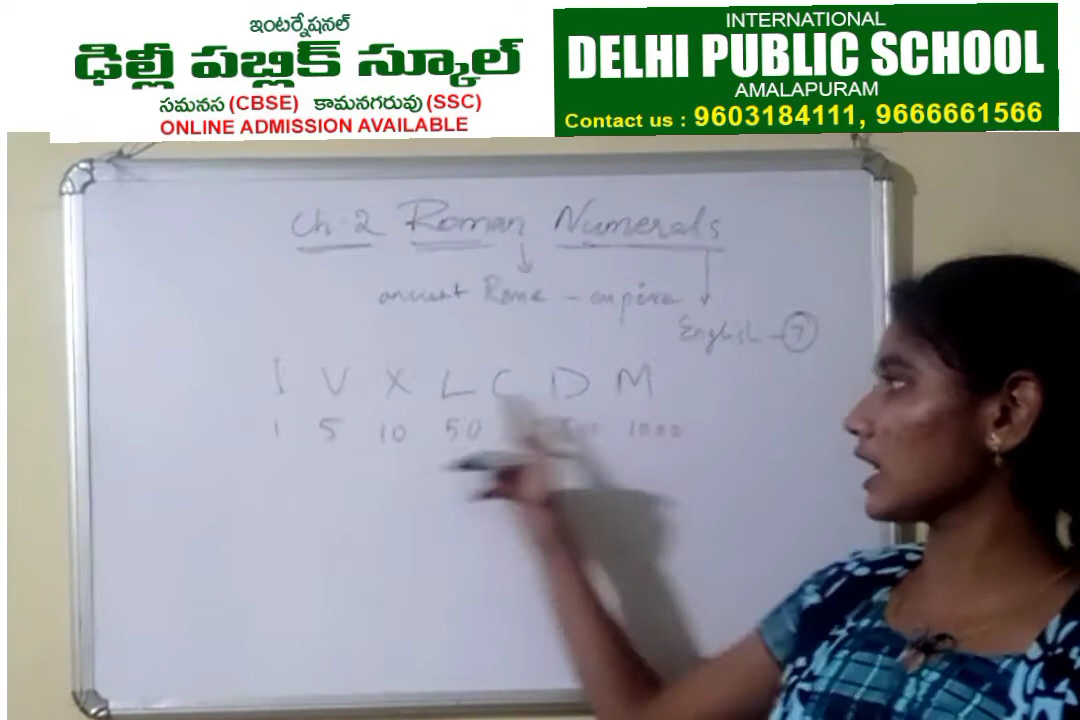 ఇంటర్నేషనల్
ఢిల్లీ పబ్లిక్ స్కూల్
సమనస (CBSE) కామనగరువు (SSC)
ONLINE ADMISSION AVAILABLE
INTERNATIONAL
DELHI PUBLIC SCHOOL
AMALAPURAM
Contact us : 9603184111, 9666661566
Ch-2 Roman Numerals
ancient Rome - empire
English - 7
I V X L C D M
1 5 10 50 1000